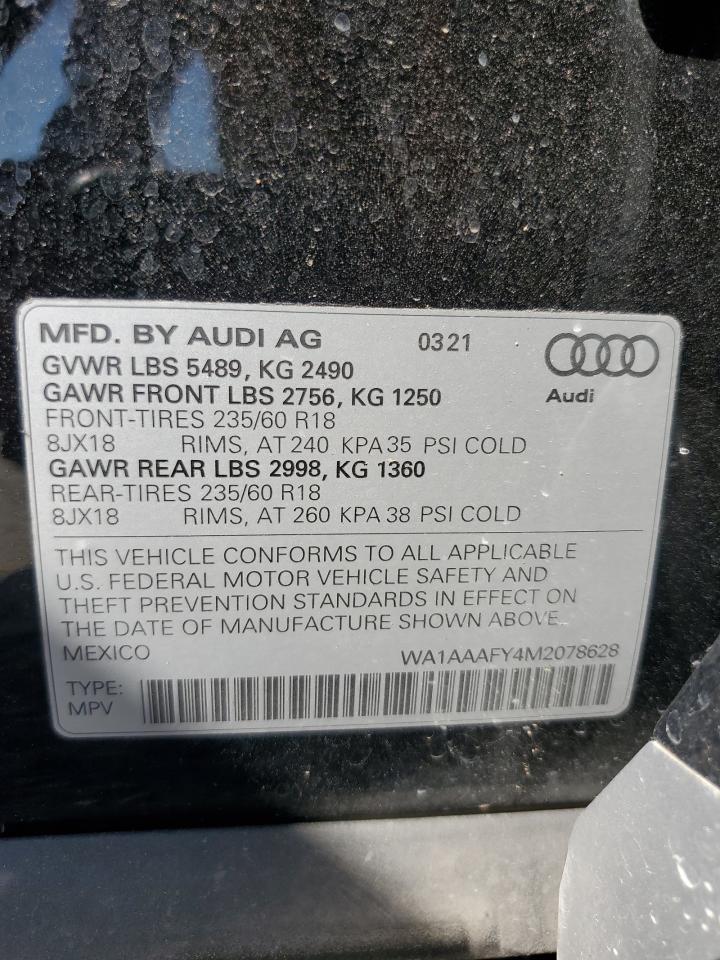 MFD. BY AUDI AG 03 21
GVWR LBS 5489, KG 2490
GAWR FRONT LBS 2756, KG 1250
Audi
FRONT-TIRES 235/60 R18
8JX18 RIMS, AT 240 KPA 35 PSI COLD
GAWR REAR LBS 2998, KG 1360
REAR-TIRES 235/60 R18
8JX18 RIMS, AT 260 KPA 38 PSI COLD
THIS VEHICLE CONFORMS TO ALL APPLICABLE
U.S. FEDERAL MOTOR VEHICLE SAFETY AND
THEFT PREVENTION STANDARDS IN EFFECT ON
THE DATE OF MANUFACTURE SHOWN ABOVE.
MEXICO WA1AAAFY4M2078628
TYPE:
MPV